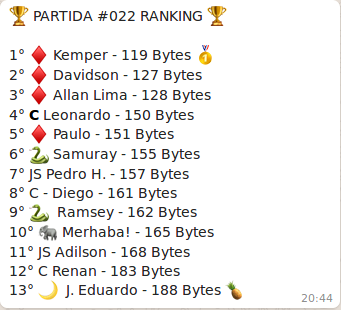 🏆 PARTIDA #022 RANKING 🏆
1° ♦️ Kemper - 119 Bytes 🥇
2° ♦️ Davidson - 127 Bytes
3° ♦️ Allan Lima - 128 Bytes
4° C Leonardo - 150 Bytes
5° ♦️ Paulo - 151 Bytes
6° 🐍 Samuray - 155 Bytes
7° JS Pedro H. - 157 Bytes
8° C - Diego - 161 Bytes
9° 🐍 Ramsey - 162 Bytes
10° 🐘 Merhaba! - 165 Bytes
11° JS Adilson - 168 Bytes
12° C Renan - 183 Bytes
13° 🌙 J. Eduardo - 188 Bytes 🍍
20:44